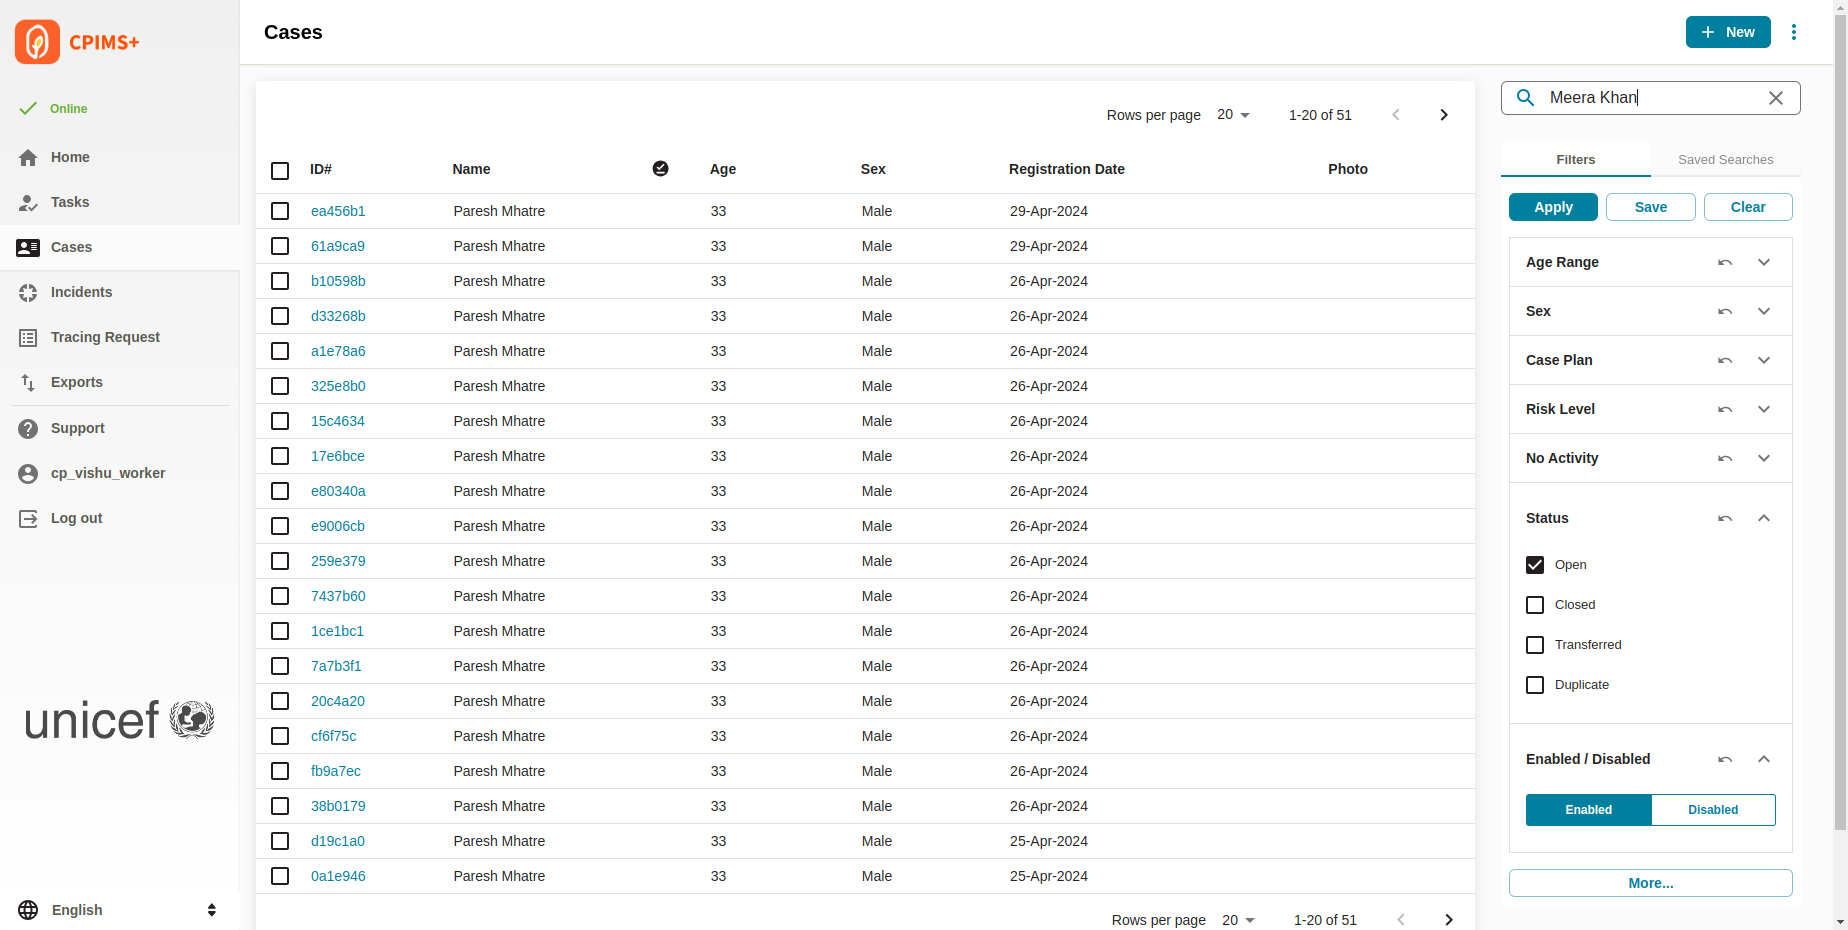 CPIMS+
Online
Home
Tasks
Cases
Incidents
Tracing Request
Exports
Support
cp_vishu_worker
Log out
unicef
English
Cases
New
Rows per page 20 1-20 of 51
ID# Name Age Sex Registration Date Photo
ea456b1 Paresh Mhatre 33 Male 29-Apr-2024
61a9ca9 Paresh Mhatre 33 Male 29-Apr-2024
b10598b Paresh Mhatre 33 Male 26-Apr-2024
d33268b Paresh Mhatre 33 Male 26-Apr-2024
a1e78a6 Paresh Mhatre 33 Male 26-Apr-2024
325e8b0 Paresh Mhatre 33 Male 26-Apr-2024
15c4634 Paresh Mhatre 33 Male 26-Apr-2024
17e6bce Paresh Mhatre 33 Male 26-Apr-2024
e80340a Paresh Mhatre 33 Male 26-Apr-2024
e9006cb Paresh Mhatre 33 Male 26-Apr-2024
259e379 Paresh Mhatre 33 Male 26-Apr-2024
7437b60 Paresh Mhatre 33 Male 26-Apr-2024
1ce1bc1 Paresh Mhatre 33 Male 26-Apr-2024
7a7b3f1 Paresh Mhatre 33 Male 26-Apr-2024
20c4a20 Paresh Mhatre 33 Male 26-Apr-2024
cf6f75c Paresh Mhatre 33 Male 26-Apr-2024
fb9a7ec Paresh Mhatre 33 Male 26-Apr-2024
38b0179 Paresh Mhatre 33 Male 26-Apr-2024
d19c1a0 Paresh Mhatre 33 Male 25-Apr-2024
0a1e946 Paresh Mhatre 33 Male 25-Apr-2024
Rows per page 20 1-20 of 51
Meera Khan
Filters Saved Searches
Apply Save Clear
Age Range
Sex
Case Plan
Risk Level
No Activity
Status
Open
Closed
Transferred
Duplicate
Enabled / Disabled
Enabled Disabled
More...